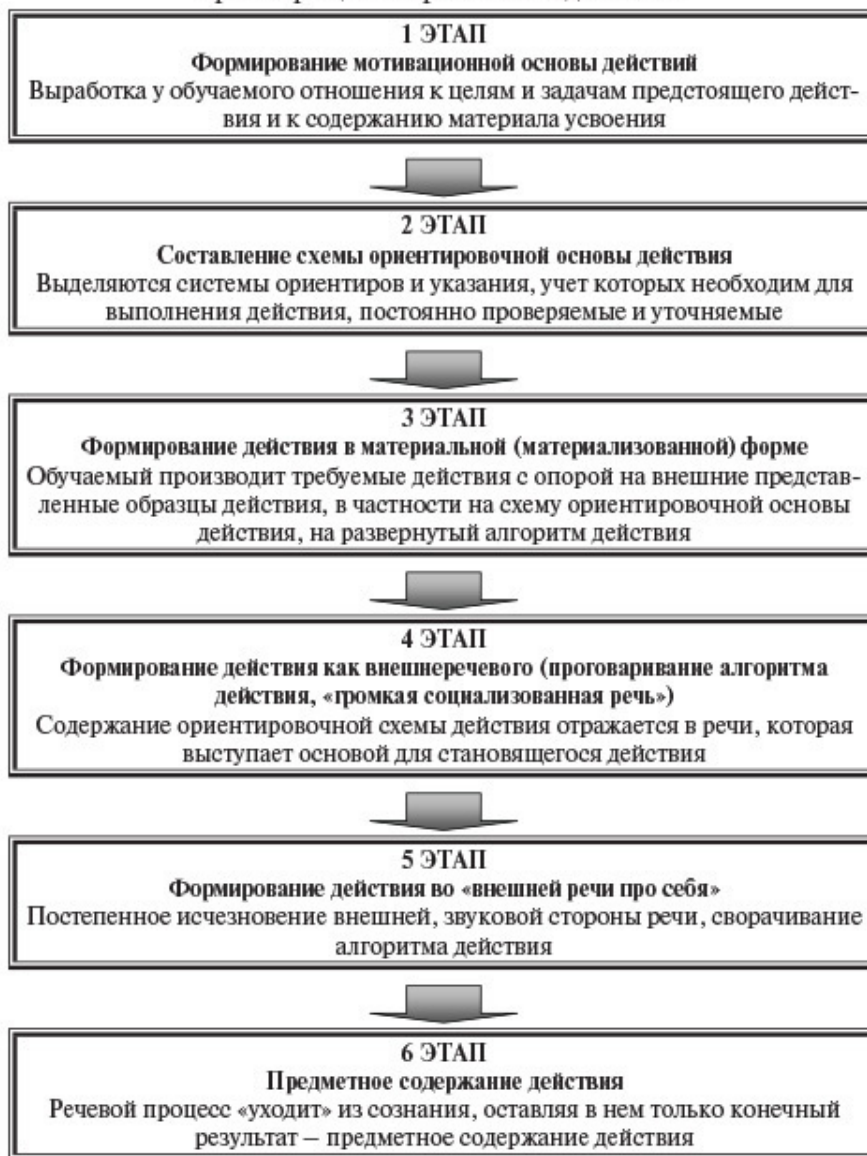 1 ЭТАП
Формирование мотивационной основы действий
Выработка у обучаемого отношения к целям и задачам предстоящего дейст-
вия и к содержанию материала усвоения
2 ЭТАП
Составление схемы ориентировочной основы действия
Выделяются системы ориентиров и указания, учет которых необходим для
выполнения действия, постоянно проверяемые и уточняемые
3 ЭТАП
Формирование действия в материальной (материализованной) форме
Обучаемый производит требуемые действия с опорой на внешние представ-
ленные образцы действия, в частности на схему ориентировочной основы
действия, на развернутый алгоритм действия
4 ЭТАП
Формирование действия как внешнеречевого (проговаривание алгоритма
действия, «громкая социализованная речь»)
Содержание ориентировочной схемы действия отражается в речи, которая
выступает основой для становящегося действия
5 ЭТАП
Формирование действия во «внешней речи про себя»
Постепенное исчезновение внешней, звуковой стороны речи, сворачивание
алгоритма действия
6 ЭТАП
Предметное содержание действия
Речевой процесс «уходит» из сознания, оставляя в нем только конечный
результат – предметное содержание действия